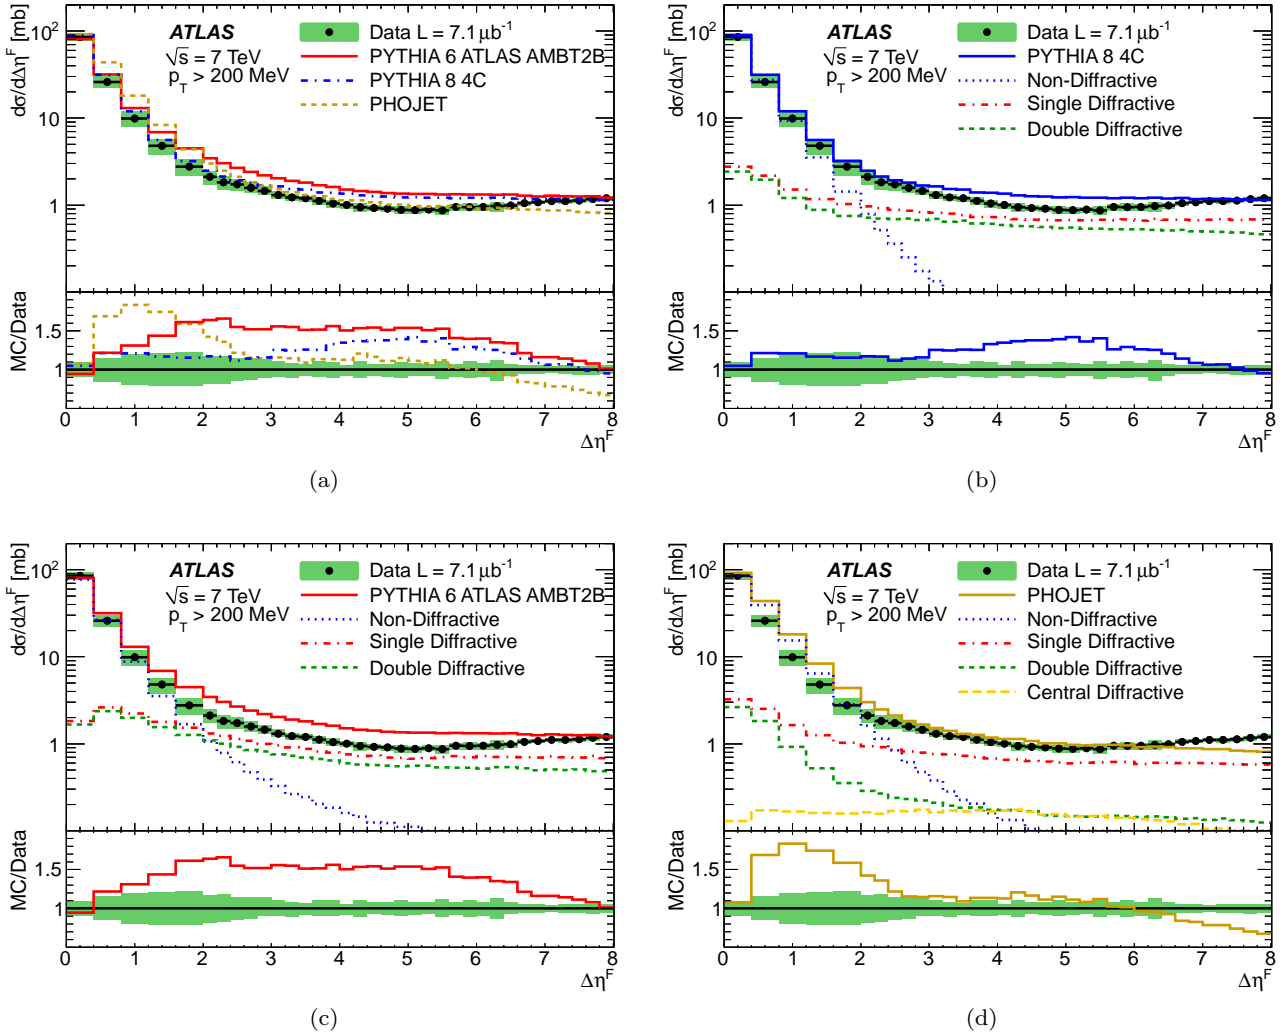 ATLAS
√s = 7 TeV
p_T > 200 MeV
Data L = 7.1 μb⁻¹
PYTHIA 6 ATLAS AMBT2B
PYTHIA 8 4C
PHOJET
dσ/dΔη^F [mb]
10²
10
1
MC/Data
1.5
1
0 1 2 3 4 5 6 7 8
Δη^F
(a)
ATLAS
√s = 7 TeV
p_T > 200 MeV
Data L = 7.1 μb⁻¹
PYTHIA 8 4C
Non-Diffractive
Single Diffractive
Double Diffractive
dσ/dΔη^F [mb]
10²
10
1
MC/Data
1.5
1
0 1 2 3 4 5 6 7 8
Δη^F
(b)
ATLAS
√s = 7 TeV
p_T > 200 MeV
Data L = 7.1 μb⁻¹
PYTHIA 6 ATLAS AMBT2B
Non-Diffractive
Single Diffractive
Double Diffractive
dσ/dΔη^F [mb]
10²
10
1
MC/Data
1.5
1
0 1 2 3 4 5 6 7 8
Δη^F
(c)
ATLAS
√s = 7 TeV
p_T > 200 MeV
Data L = 7.1 μb⁻¹
PHOJET
Non-Diffractive
Single Diffractive
Double Diffractive
Central Diffractive
dσ/dΔη^F [mb]
10²
10
1
MC/Data
1.5
1
0 1 2 3 4 5 6 7 8
Δη^F
(d)